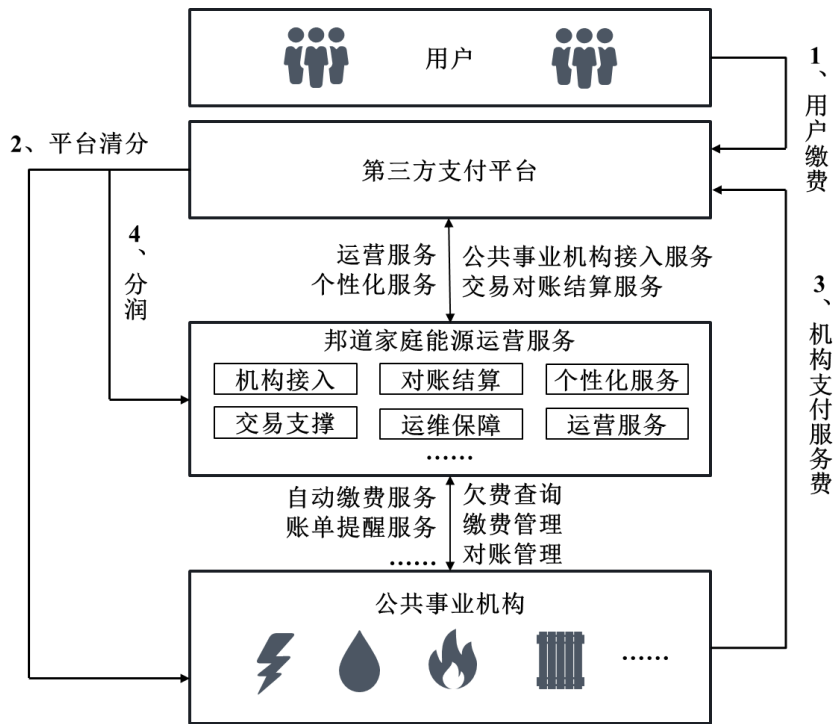 用户
1、用户缴费
2、平台清分
第三方支付平台
4、分润
运营服务
个性化服务
公共事业机构接入服务
交易对账结算服务
3、机构支付服务费
邦道家庭能源运营服务
机构接入
对账结算
个性化服务
交易支撑
运维保障
运营服务
……
自动缴费服务
账单提醒服务
……
欠费查询
缴费管理
对账管理
公共事业机构
……